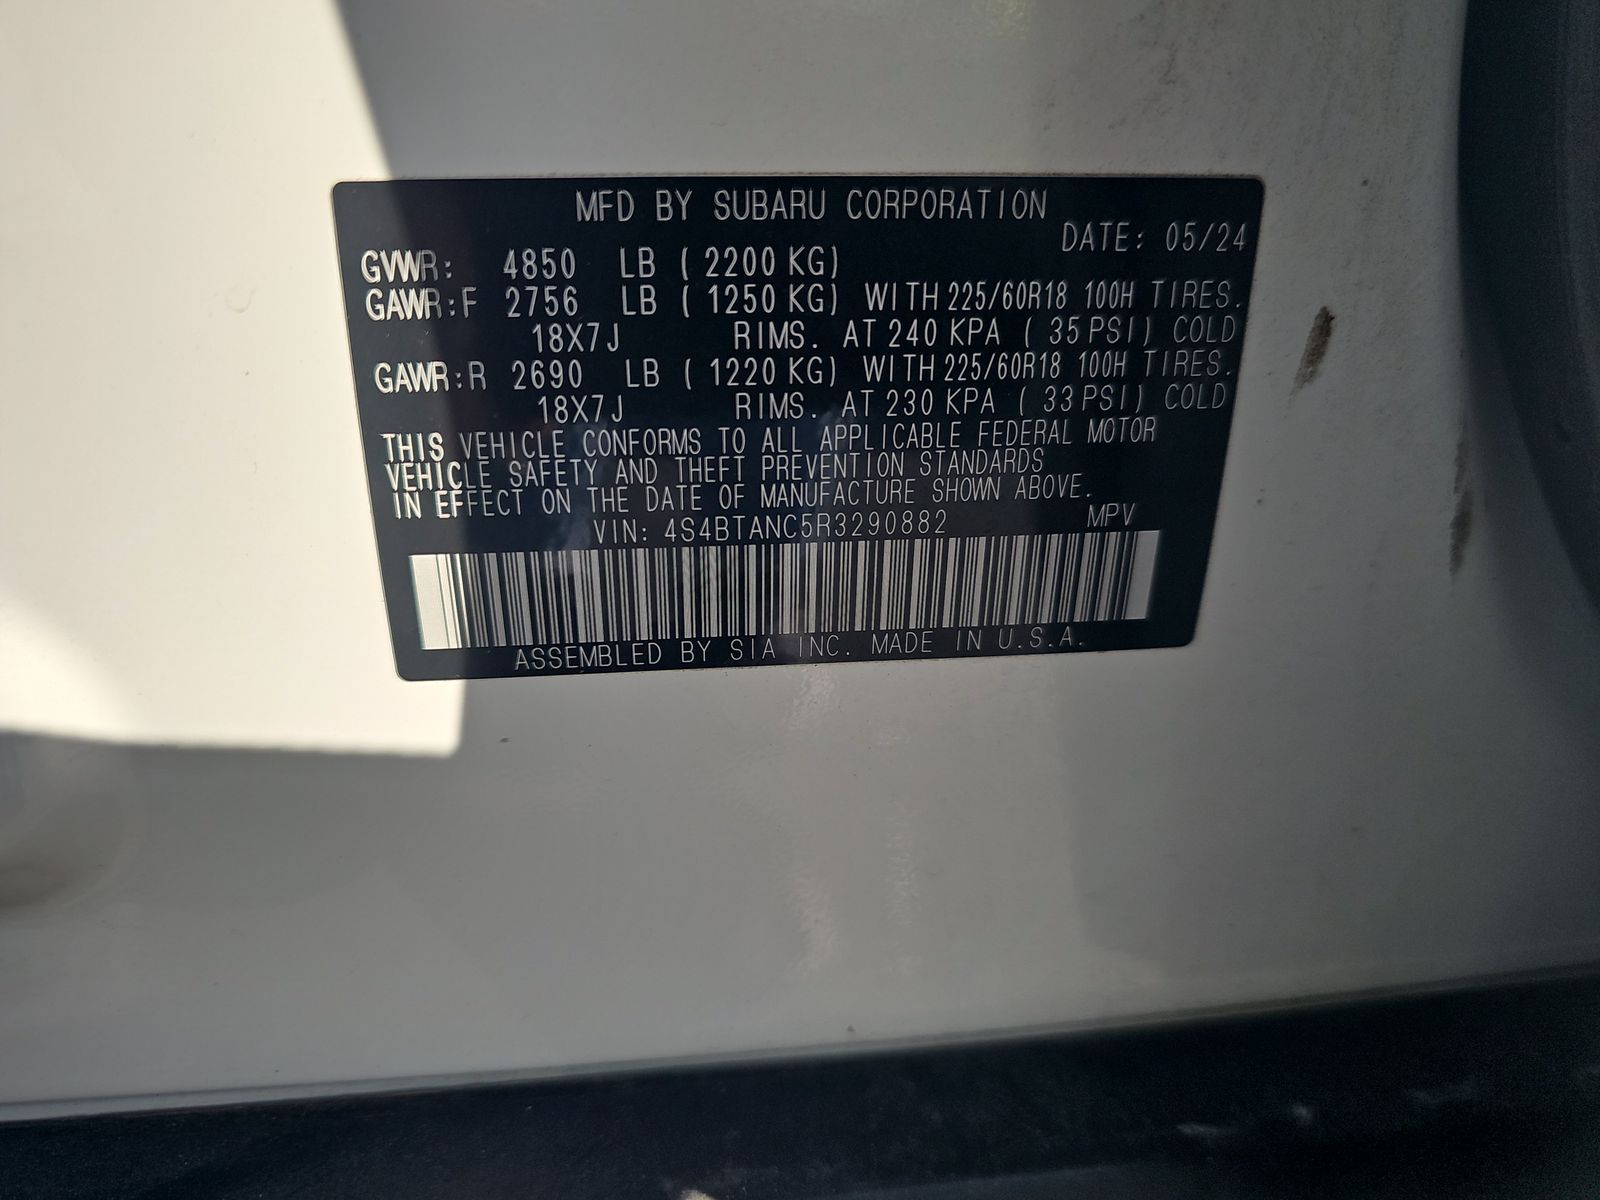 MFD BY SUBARU CORPORATION
DATE: 05/24
GVWR: 4850 LB ( 2200 KG)
GAWR:F 2756 LB ( 1250 KG) WITH 225/60R18 100H TIRES.
18X7J RIMS. AT 240 KPA ( 35 PSI) COLD
GAWR:R 2690 LB ( 1220 KG) WITH 225/60R18 100H TIRES.
18X7J RIMS. AT 230 KPA ( 33 PSI) COLD
THIS VEHICLE CONFORMS TO ALL APPLICABLE FEDERAL MOTOR
VEHICLE SAFETY AND THEFT PREVENTION STANDARDS
IN EFFECT ON THE DATE OF MANUFACTURE SHOWN ABOVE.
VIN: 4S4BTANC5R3290882 MPV
ASSEMBLED BY SIA INC. MADE IN U.S.A.